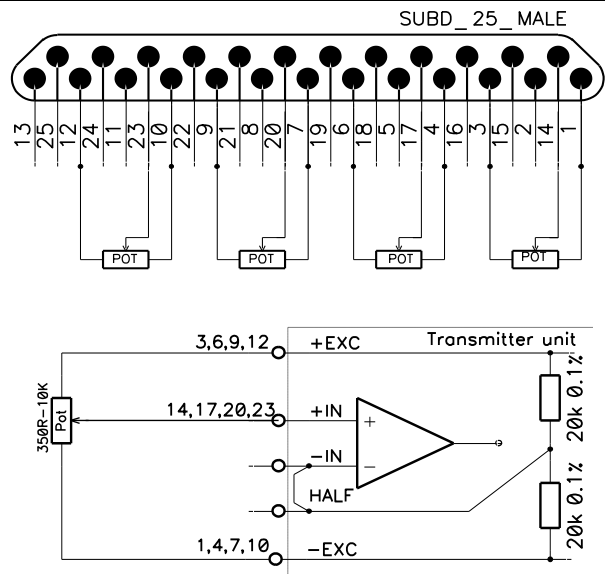 SUBD_25_MALE
13 25 12 24 11 23 10 22 9 21 8 20 7 19 6 18 5 17 4 16 3 15 2 14 1
POT POT POT POT
Transmitter unit
3,6,9,12 +EXC
20k 0.1%
350R-10K
Pot
14,17,20,23 +IN
+
-IN
-
HALF
20k 0.1%
1,4,7,10 -EXC